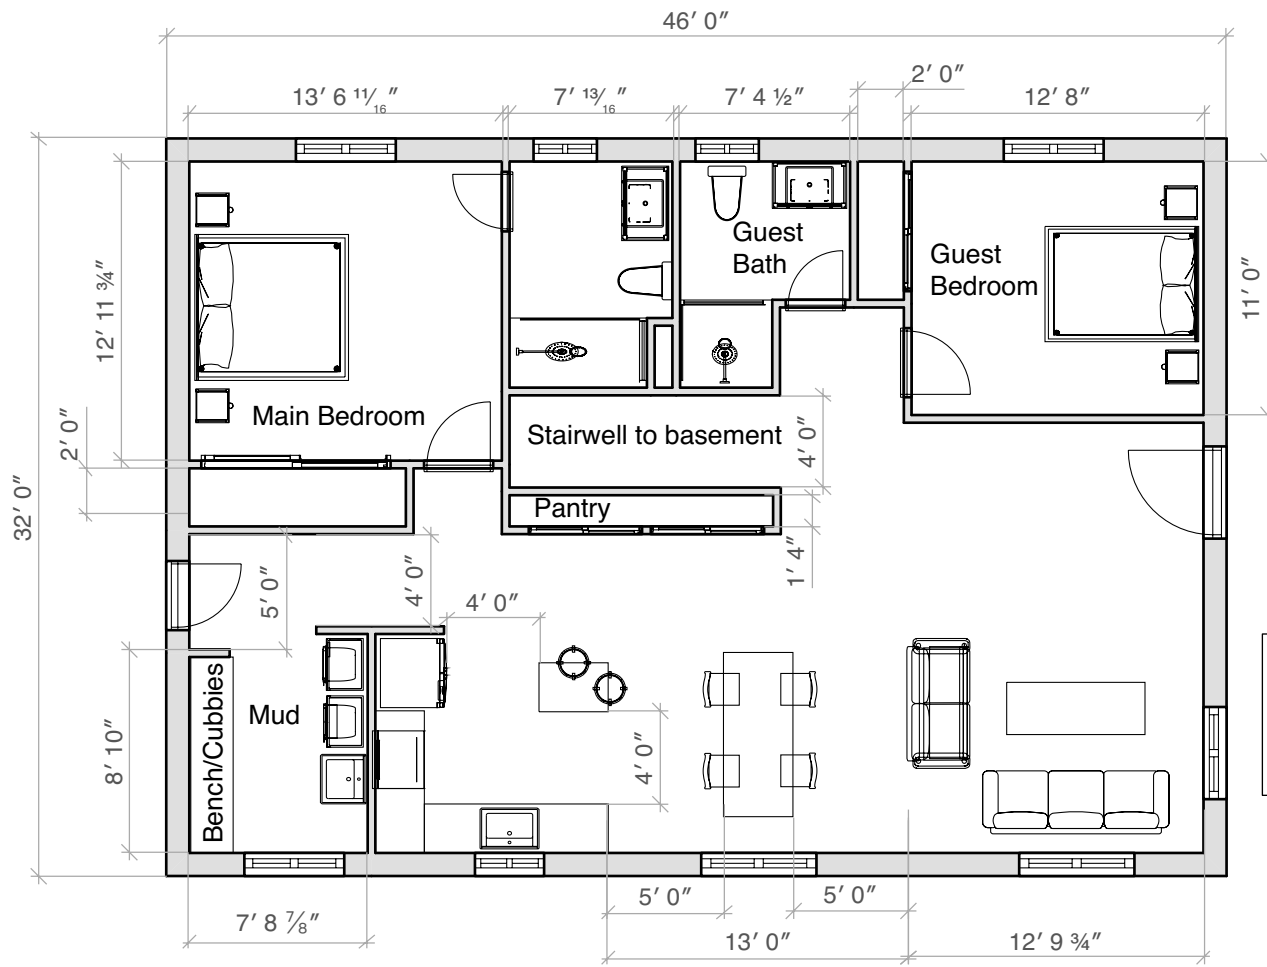 46′ 0″
2′ 0″
13′ 6 11⁄16 ″
7′ 13⁄16 ″
7′ 4 ½″
12′ 8″
Guest
Bath
Guest
Bedroom
12′ 11 ¾″
11′ 0″
Main Bedroom
2′ 0″
Stairwell to basement
4′ 0″
32′ 0″
Pantry
1′ 4″
5′ 0″
4′ 0″
4′ 0″
Bench/Cubbies
Mud
8′ 10″
4′ 0″
5′ 0″
5′ 0″
7′ 8 ⅞″
13′ 0″
12′ 9 ¾″